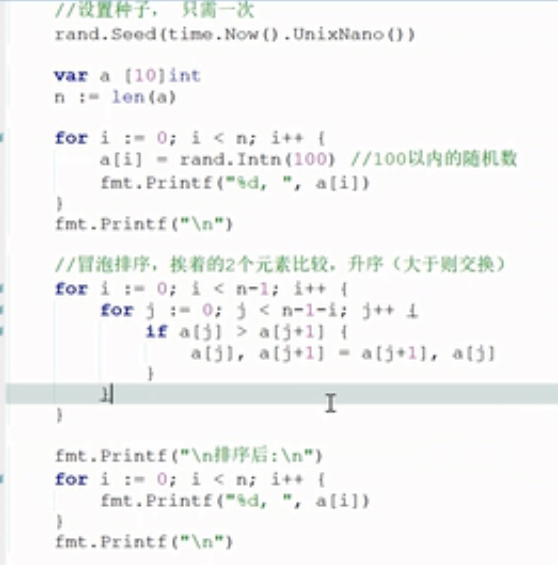 //设置种子， 只需一次
rand.Seed(time.Now().UnixNano())
var a [10]int
n := len(a)
for i := 0; i < n; i++ {
a[i] = rand.Intn(100) //100以内的随机数
fmt.Printf("%d, ", a[i])
}
fmt.Printf("\n")
//冒泡排序，挨着的2个元素比较，升序（大于则交换）
for i := 0; i < n-1; i++ {
for j := 0; j < n-1-i; j++ {
if a[j] > a[j+1] {
a[j], a[j+1] = a[j+1], a[j]
}
}
}
fmt.Printf("\n排序后:\n")
for i := 0; i < n; i++ {
fmt.Printf("%d, ", a[i])
}
fmt.Printf("\n")